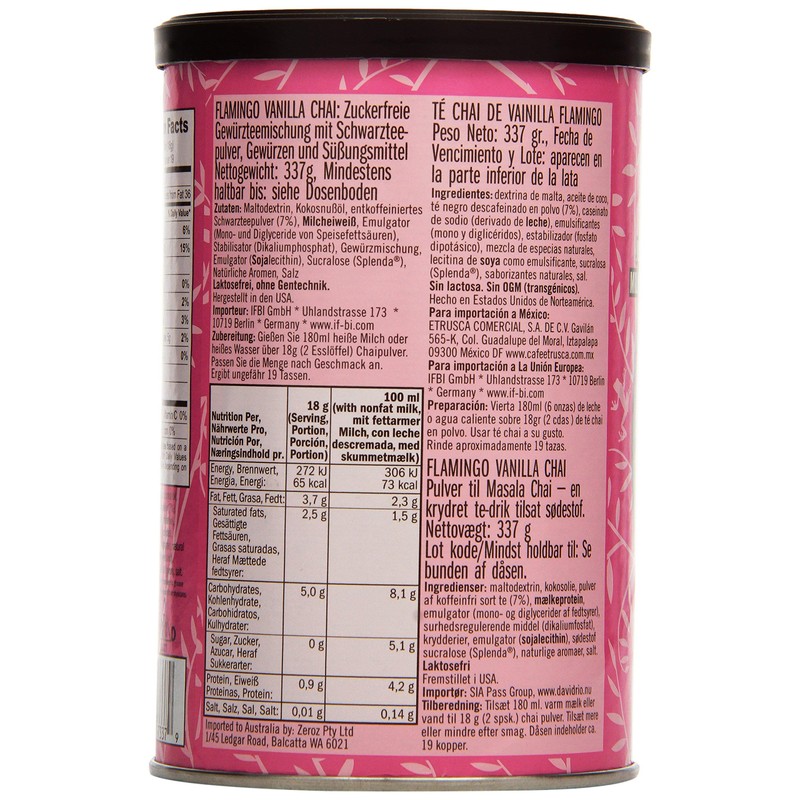 Facts
from Fat 36
Daily Value*
6%
15%
0%
2%
3%
2%
0%
FLAMINGO VANILLA CHAI: Zuckerfreie
Gewürzteemischung mit Schwarztee-
pulver, Gewürzen und Süßungsmittel
Nettogewicht: 337g, Mindestens
haltbar bis: siehe Dosenboden
Zutaten: Maltodextrin, Kokosnußöl, entkoffeiniertes
Schwarzteepulver (7%), Milcheiweiß, Emulgator
(Mono- und Diglyceride von Speisefettsäuren),
Stabilisator (Dikaliumphosphat), Gewürzmischung,
Emulgator (Sojalecithin), Sucralose (Splenda®),
Natürliche Aromen, Salz
Laktosefrei, ohne Gentechnik.
Hergestellt in den USA.
Importeur: IFBI GmbH * Uhlandstrasse 173 *
10719 Berlin * Germany * www.if-bi.com
Zubereitung: Gießen Sie 180ml heiße Milch oder
heißes Wasser über 18g (2 Esslöffel) Chaipulver.
Passen Sie die Menge nach Geschmack an.
Ergibt ungefähr 19 Tassen.
Nutrition Per,
Nährwerte Pro,
Nutrición Por,
Næringsindhold pr.
18 g
(Serving,
Portion,
Porción,
Portion)
100 ml
(with nonfat milk,
mit fettarmer
Milch, con leche
descremada, med
skummetmælk)
Energy, Brennwert, 272 kJ 306 kJ
Energia, Energi: 65 kcal 73 kcal
Fat, Fett, Grasa, Fedt: 3,7 g 2,3 g
Saturated fats, 2,5 g 1,5 g
Gesättigte
Fettsäuren,
Grasas saturadas,
Heraf Mættede
fedtsyrer:
Carbohydrates, 5,0 g 8,1 g
Kohlenhydrate,
Carbohidratos,
Kulhydrater:
Sugar, Zucker, 0 g 5,1 g
Azucar, Heraf
Sukkerarter:
Protein, Eiweiß 0,9 g 4,2 g
Proteinas, Protein:
Salt, Salz, Sal, Salt: 0,01 g 0,14 g
Imported to Australia by: Zeroz Pty Ltd
1/45 Ledgar Road, Balcatta WA 6021
TÉ CHAI DE VAINILLA FLAMINGO
Peso Neto: 337 gr., Fecha de
Vencimiento y Lote: aparecen en
la parte inferior de la lata
Ingredientes: dextrina de malta, aceite de coco,
té negro descafeinado en polvo (7%), caseinato
de sodio (derivado de leche), emulsificantes
(mono y diglicéridos), estabilizador (fosfato
dipotásico), mezcla de especias naturales,
lecitina de soya como emulsificante, sucralosa
(Splenda®), saborizantes naturales, sal.
Sin lactosa. Sin OGM (transgénicos).
Hecho en Estados Unidos de Norteamérica.
Para importación a México:
ETRUSCA COMERCIAL, S.A. DE C.V. Gavilán
565-K, Col. Guadalupe del Moral, Iztapalapa
09300 México DF www.cafeetrusca.com.mx
Para importación a La Unión Europea:
IFBI GmbH * Uhlandstrasse 173 * 10719 Berlin
* Germany * www.if-bi.com
Preparación: Vierta 180ml (6 onzas) de leche
o agua caliente sobre 18gr (2 cdas ) de té chai
en polvo. Usar té chai a su gusto.
Rinde aproximadamente 19 tazas.
FLAMINGO VANILLA CHAI
Pulver til Masala Chai – en
krydret te-drik tilsat sødestof.
Nettovægt: 337 g
Lot kode/Mindst holdbar til: Se
bunden af dåsen.
Ingredienser: maltodextrin, kokosolie, pulver
af koffeinfri sort te (7%), mælkeprotein,
emulgator (mono- og diglycerider af fedtsyrer),
surhedsregulerende middel (dikaliumfosfat),
krydderier, emulgator (sojalecithin), sødestof
sucralose (Splenda®), naturlige aromaer, salt.
Laktosefri
Fremstillet i USA.
Importør: SIA Pass Group, www.davidrio.nu
Tilberedning: Tilsæt 180 ml. varm mælk eller
vand til 18 g (2 spsk.) chai pulver. Tilsæt mere
eller mindre efter smag. Dåsen indeholder ca.
19 kopper.